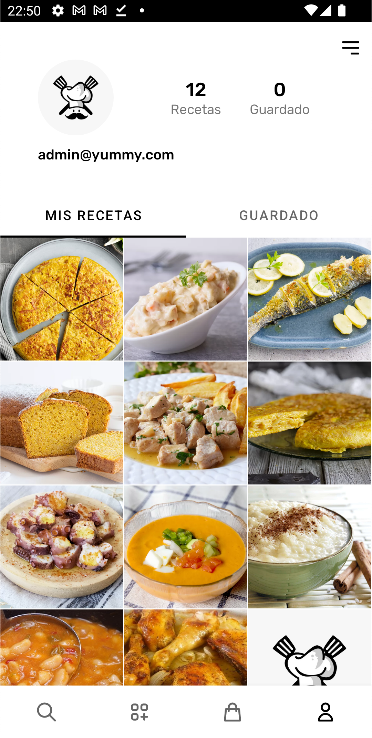 22:50
12
0
Recetas
Guardado
admin@yummy.com
MIS RECETAS
GUARDADO